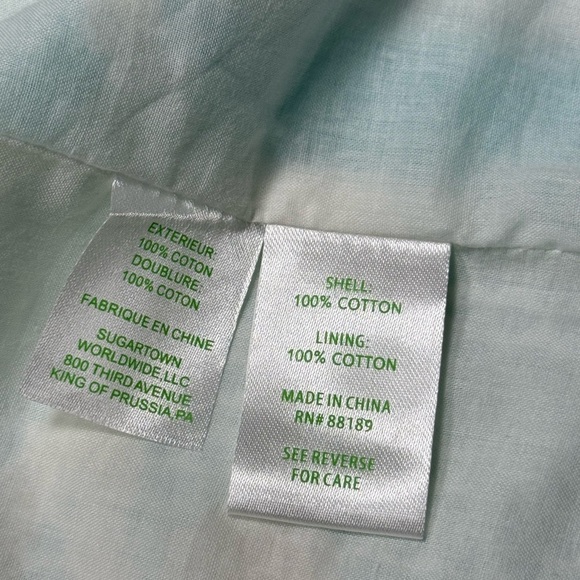 EXTERIEUR:
100% COTON
DOUBLURE:
100% COTON
FABRIQUE EN CHINE
SUGARTOWN
WORLDWIDE,LLC
800 THIRD AVENUE
KING OF PRUSSIA,PA
SHELL:
100% COTTON
LINING:
100% COTTON
MADE IN CHINA
RN# 88189
SEE REVERSE
FOR CARE